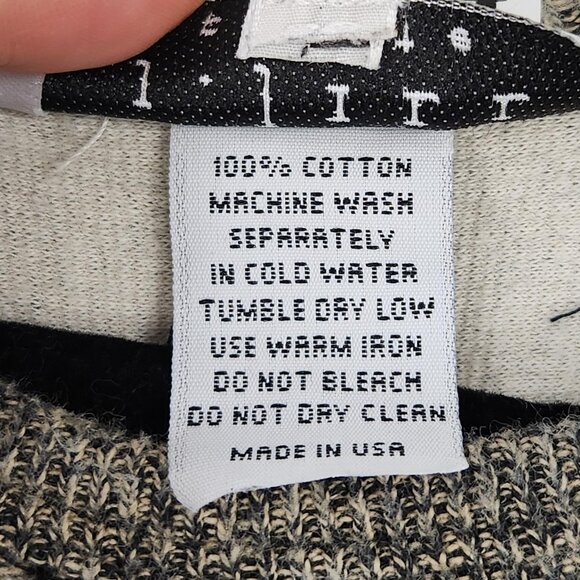 100% COTTON
MACHINE WASH
SEPARATELY
IN COLD WATER
TUMBLE DRY LOW
USE WARM IRON
DO NOT BLEACH
DO NOT DRY CLEAN
MADE IN USA